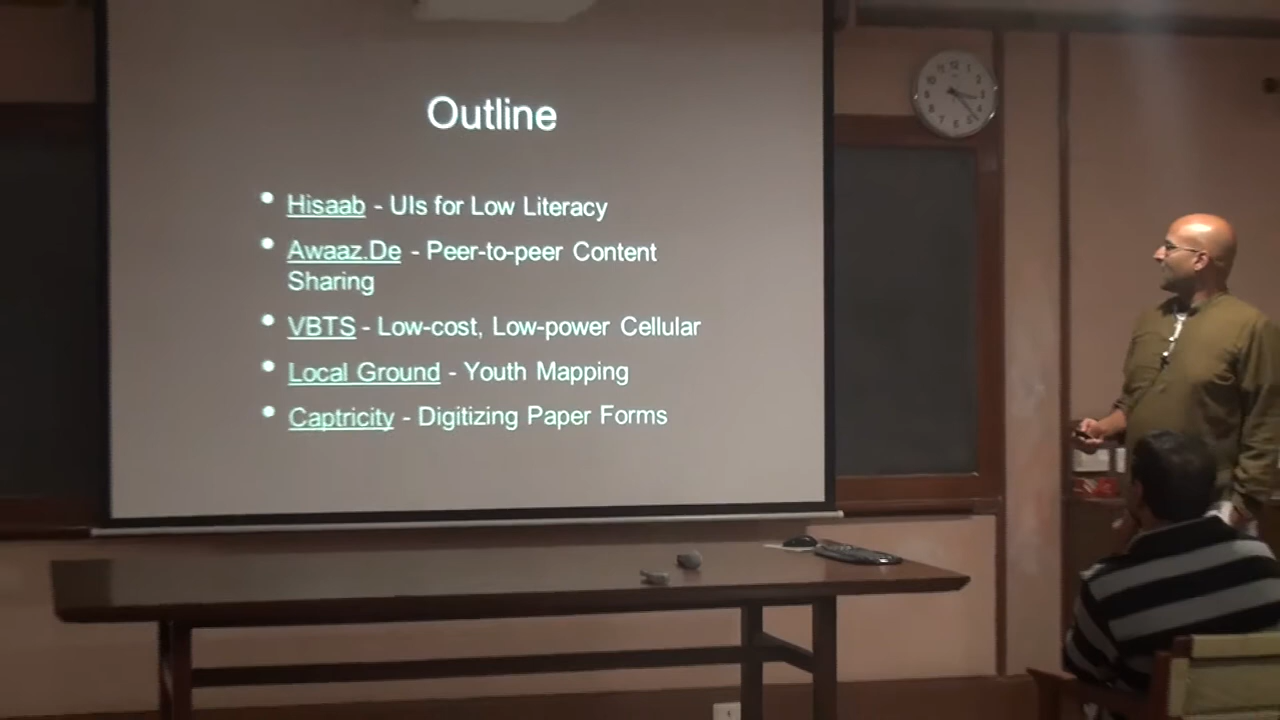 Outline
• Hisaab - UIs for Low Literacy
• Awaaz.De - Peer-to-peer Content
Sharing
• VBTS - Low-cost, Low-power Cellular
• Local Ground - Youth Mapping
• Captricity - Digitizing Paper Forms